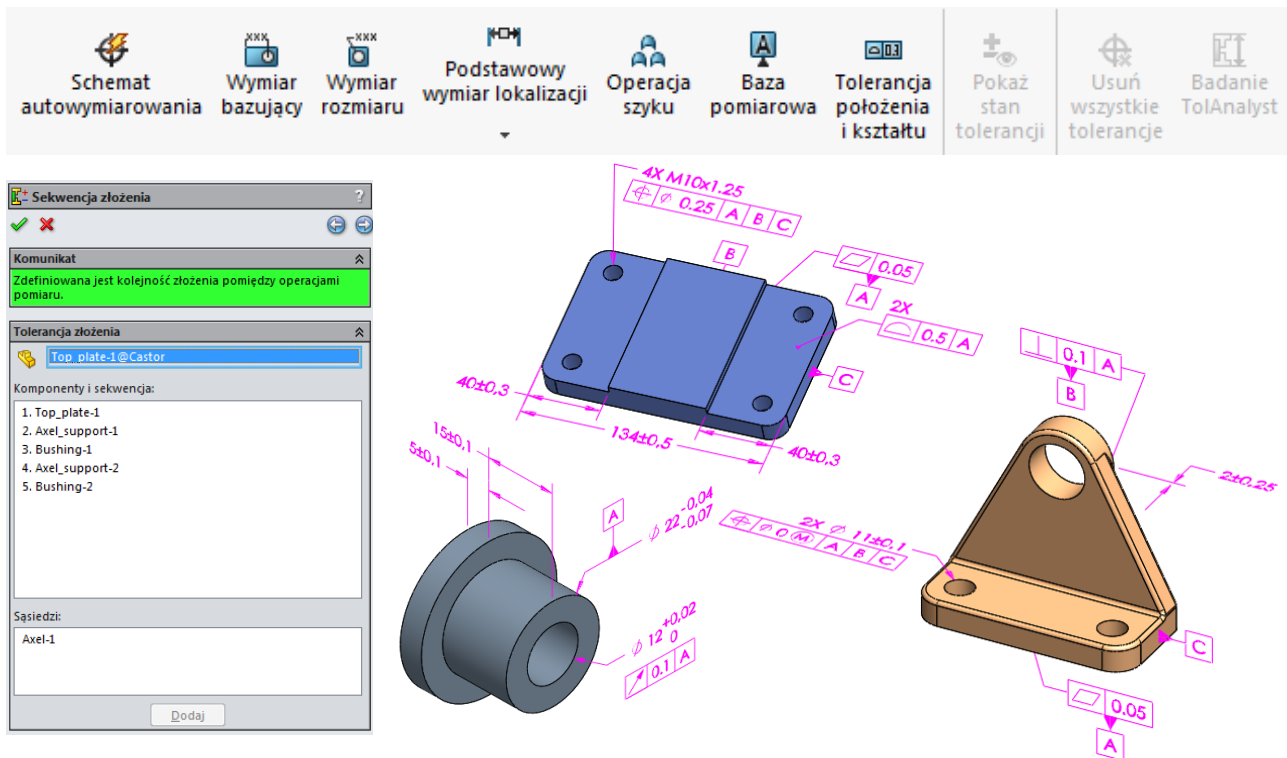 Schemat
autowymiarowania
XXX
Wymiar
bazujący
XXX
Wymiar
rozmiaru
Podstawowy
wymiar lokalizacji
Operacja
szyku
A
Baza
pomiarowa
0.3
Tolerancja
położenia
i kształtu
Pokaż
stan
tolerancji
Usuń
wszystkie
tolerancje
Badanie
TolAnalyst
Sekwencja złożenia ?
Komunikat
Zdefiniowana jest kolejność złożenia pomiędzy operacjami
pomiaru.
Tolerancja złożenia
Top_plate-1@Castor
Komponenty i sekwencja:
1. Top_plate-1
2. Axel_support-1
3. Bushing-1
4. Axel_support-2
5. Bushing-2
Sąsiedzi:
Axel-1
Dodaj
4X M10x1.25
⌖ ⌀ 0.25 A B C
B
⏥ 0.05
A
2X
⌓ 0.5 A
C
40±0,3
134±0,5
40±0,3
15±0,1
5±0,1
A
⌀ 22 -0,04
-0,07
⌀ 12 +0,02
0
↗ 0.1 A
⟂ 0.1 A
B
2±0,25
2X ⌀ 11±0,1
⌖ ⌀ 0 Ⓜ A B C
C
⏥ 0.05
A